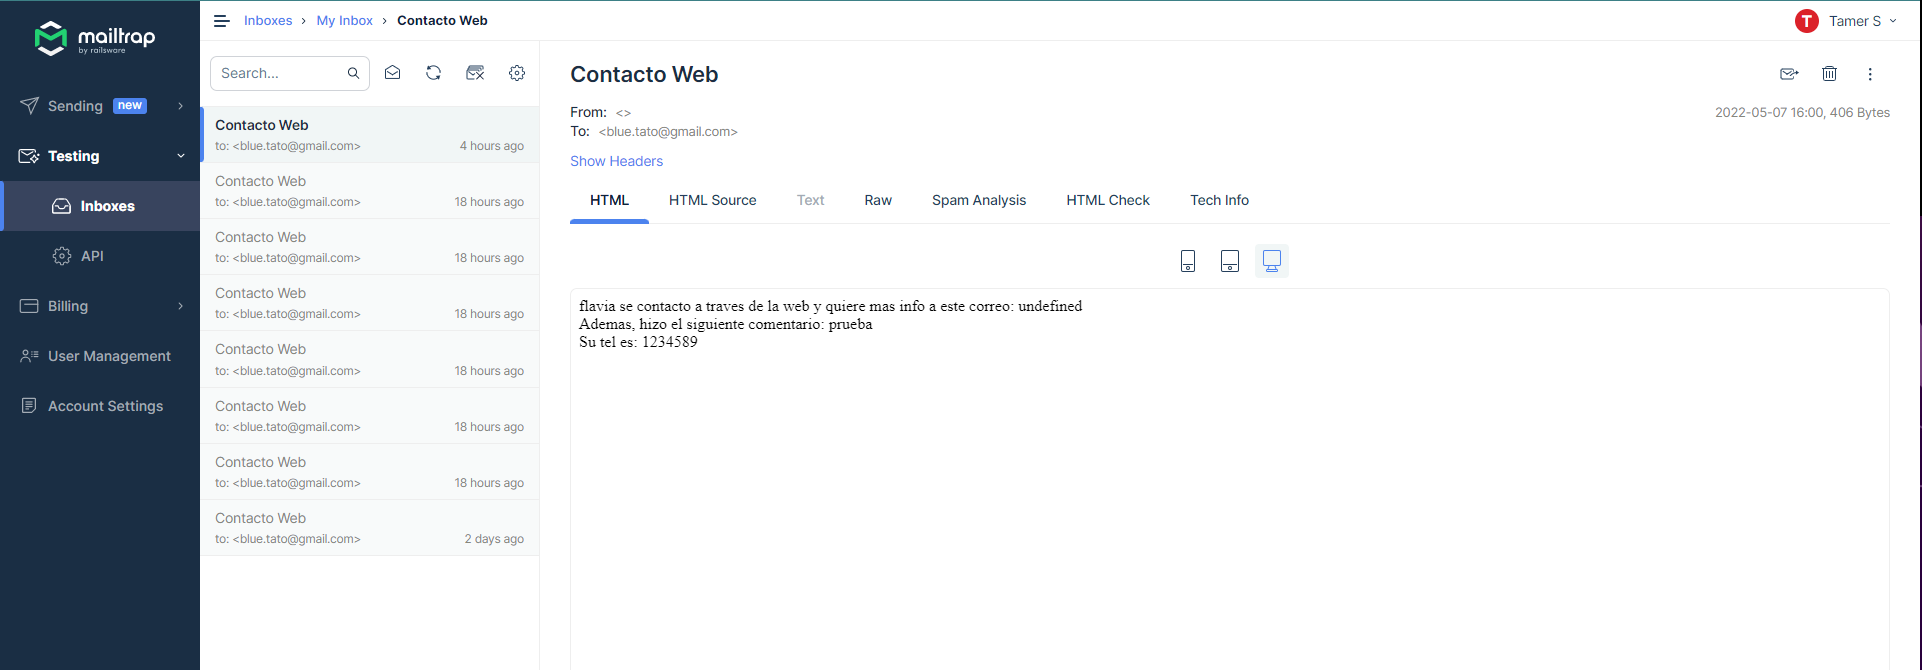 mailtrap
by railsware
Sending new
Testing
Inboxes
API
Billing
User Management
Account Settings
Inboxes › My Inbox › Contacto Web
T Tamer S
Search...
Contacto Web
to: <blue.tato@gmail.com> 4 hours ago
Contacto Web
to: <blue.tato@gmail.com> 18 hours ago
Contacto Web
to: <blue.tato@gmail.com> 18 hours ago
Contacto Web
to: <blue.tato@gmail.com> 18 hours ago
Contacto Web
to: <blue.tato@gmail.com> 18 hours ago
Contacto Web
to: <blue.tato@gmail.com> 18 hours ago
Contacto Web
to: <blue.tato@gmail.com> 18 hours ago
Contacto Web
to: <blue.tato@gmail.com> 2 days ago
Contacto Web
From: <>
2022-05-07 16:00, 406 Bytes
To: <blue.tato@gmail.com>
Show Headers
HTML HTML Source Text Raw Spam Analysis HTML Check Tech Info
flavia se contacto a traves de la web y quiere mas info a este correo: undefined
Ademas, hizo el siguiente comentario: prueba
Su tel es: 1234589